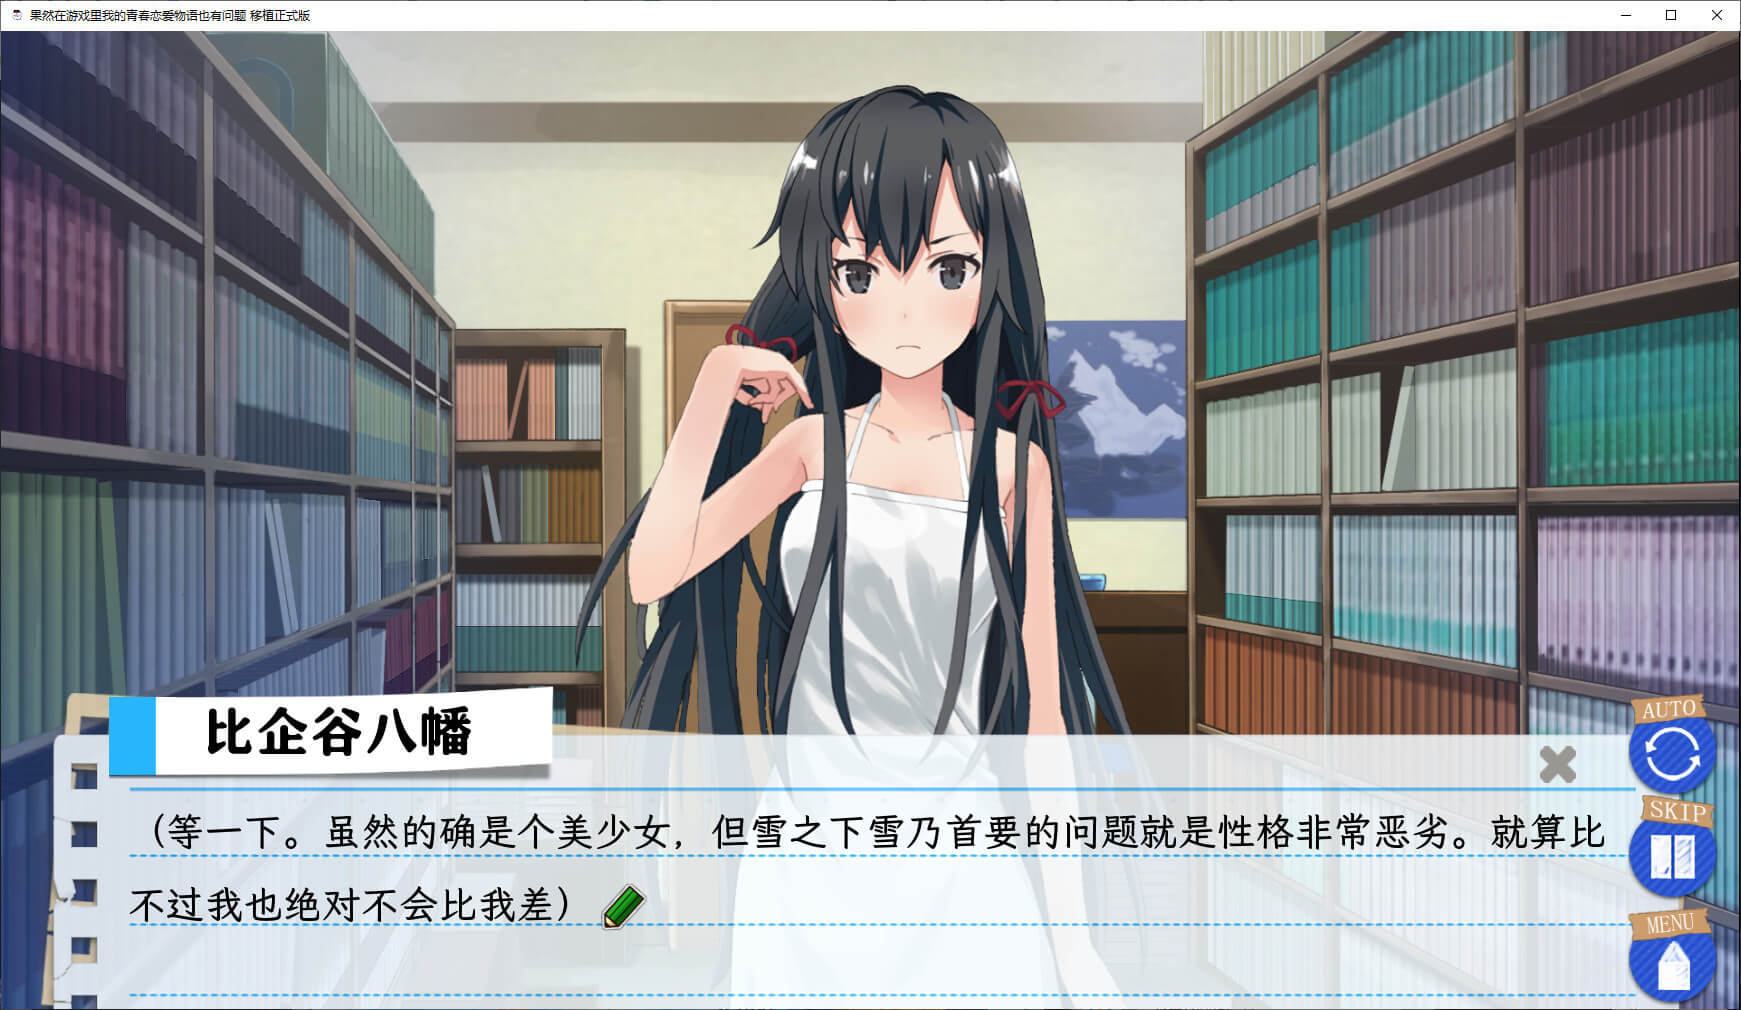 果然在游戏里我的青春恋爱物语也有问题 移植正式版
比企谷八幡
（等一下。虽然的确是个美少女，但雪之下雪乃首要的问题就是性格非常恶劣。就算比
不过我也绝对不会比我差）
AUTO
SKIP
MENU